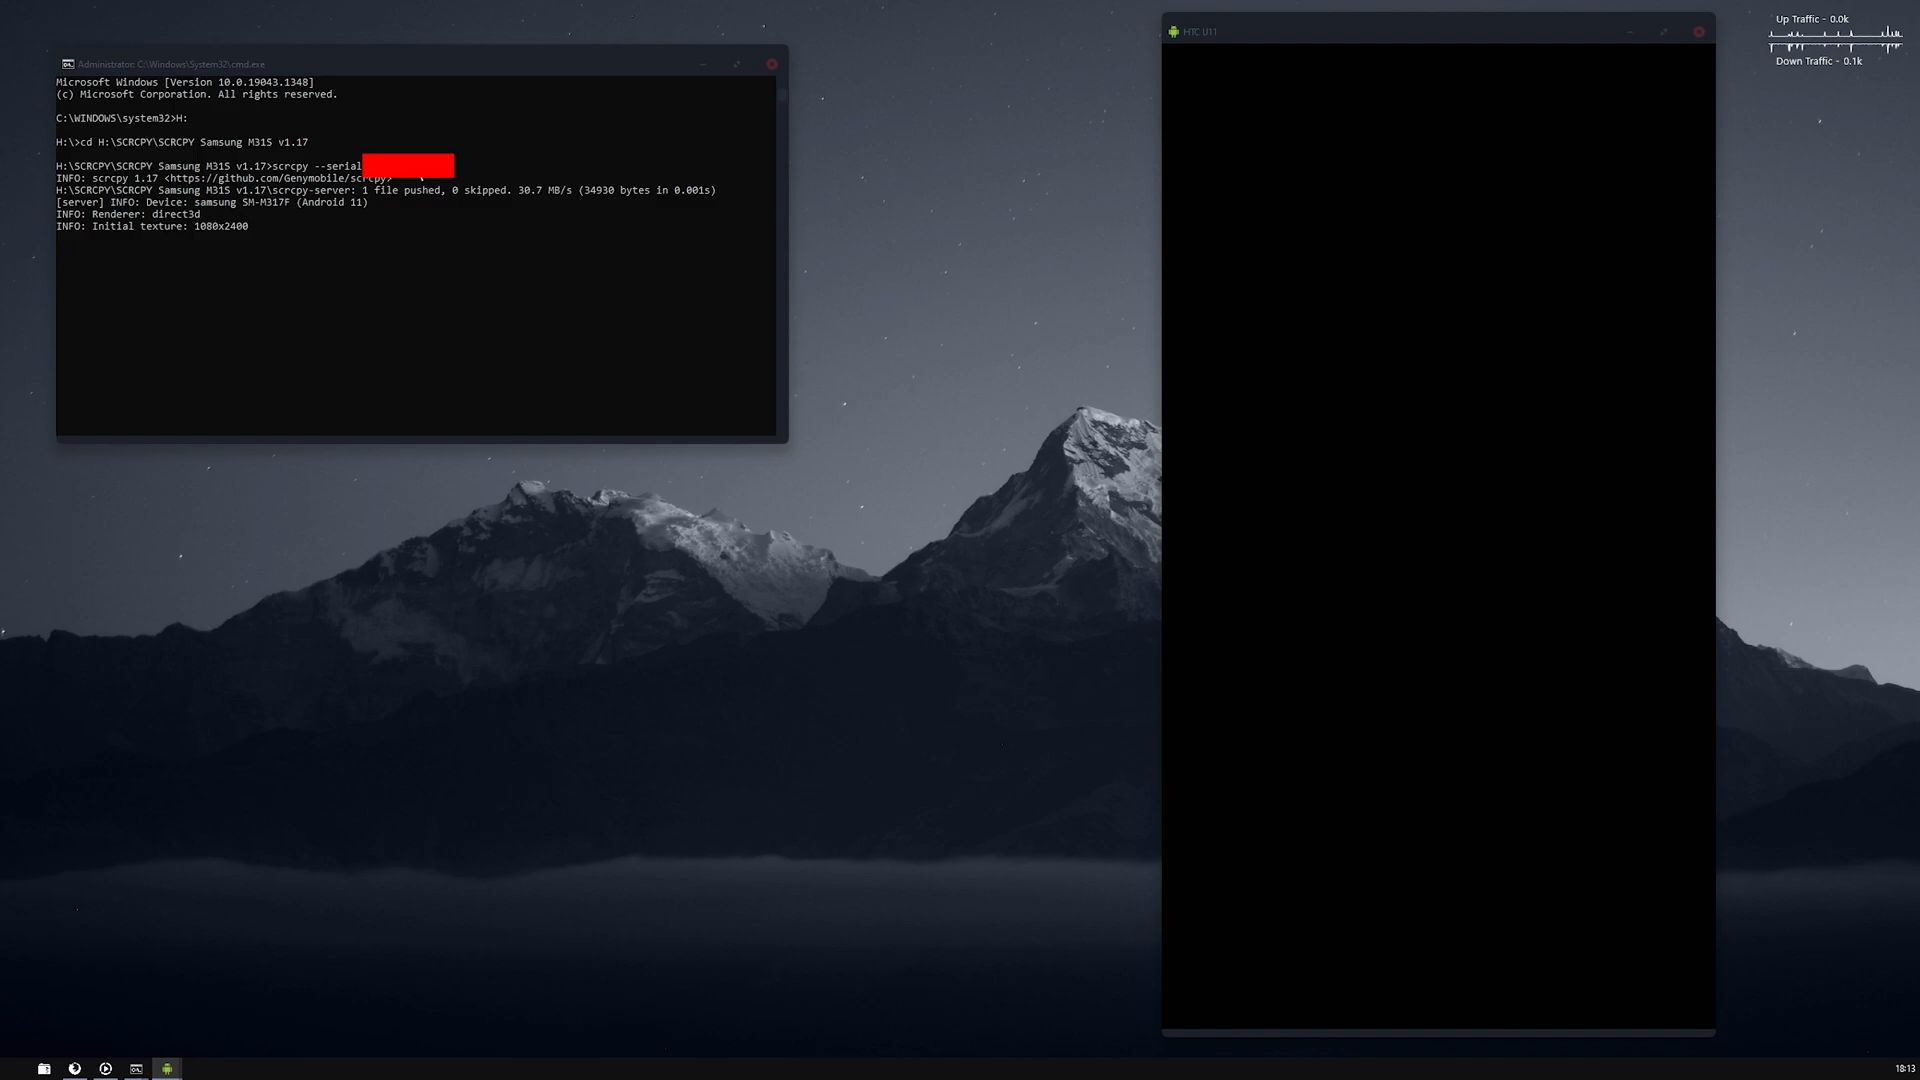 Administrator: C:\Windows\System32\cmd.exe
Microsoft Windows [Version 10.0.19043.1348]
(c) Microsoft Corporation. All rights reserved.
C:\WINDOWS\system32>H:
H:\>cd H:\SCRCPY\SCRCPY Samsung M31S v1.17
H:\SCRCPY\SCRCPY Samsung M31S v1.17>scrcpy --serial
INFO: scrcpy 1.17 <https://github.com/Genymobile/scrcpy>
H:\SCRCPY\SCRCPY Samsung M31S v1.17\scrcpy-server: 1 file pushed, 0 skipped. 30.7 MB/s (34930 bytes in 0.001s)
[server] INFO: Device: samsung SM-M317F (Android 11)
INFO: Renderer: direct3d
INFO: Initial texture: 1080x2400
HTC U11
Up Traffic - 0.0k
Down Traffic - 0.1k
18:13